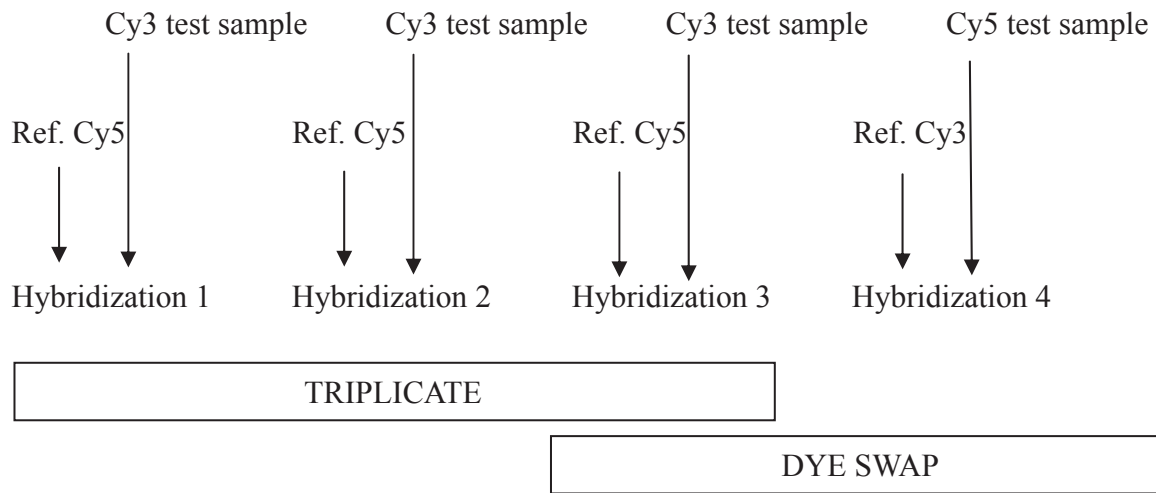 Cy3 test sample Cy3 test sample Cy3 test sample Cy5 test sample
Ref. Cy5 Ref. Cy5 Ref. Cy5 Ref. Cy3
Hybridization 1 Hybridization 2 Hybridization 3 Hybridization 4
TRIPLICATE
DYE SWAP